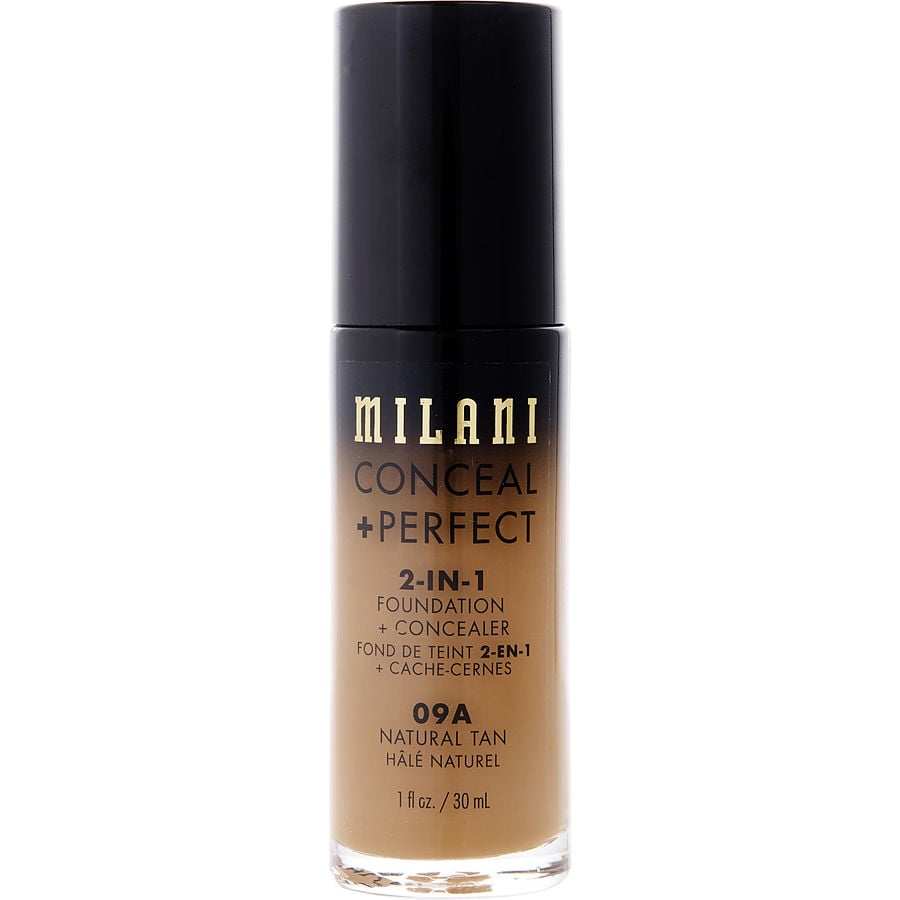 MILANI
CONCEAL
+PERFECT
2-IN-1
FOUNDATION
+ CONCEALER
FOND DE TEINT 2-EN-1
+ CACHE-CERNES
09A
NATURAL TAN
HÂLÉ NATUREL
1 fl oz. / 30 mL